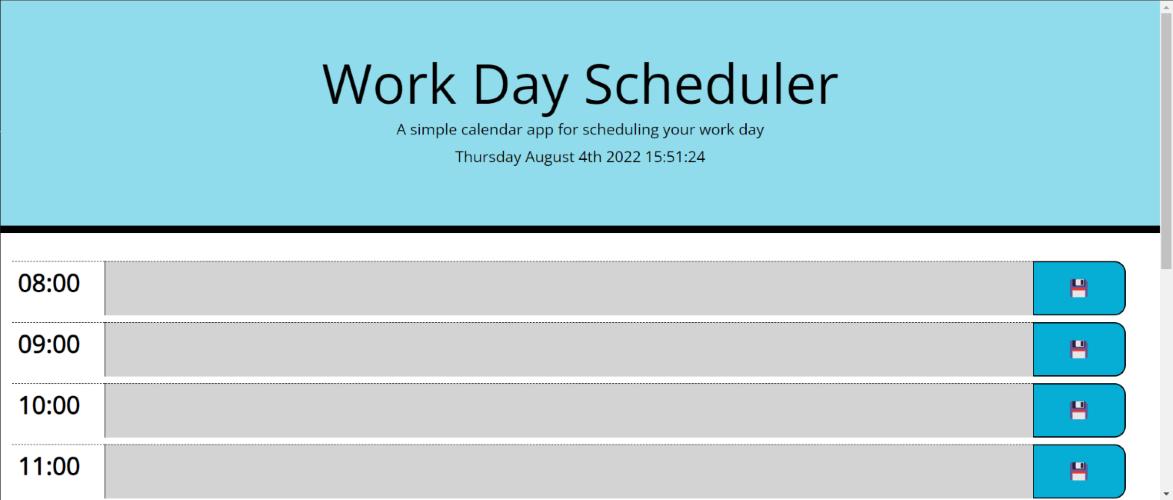 Work Day Scheduler
A simple calendar app for scheduling your work day
Thursday August 4th 2022 15:51:24
08:00
09:00
10:00
11:00